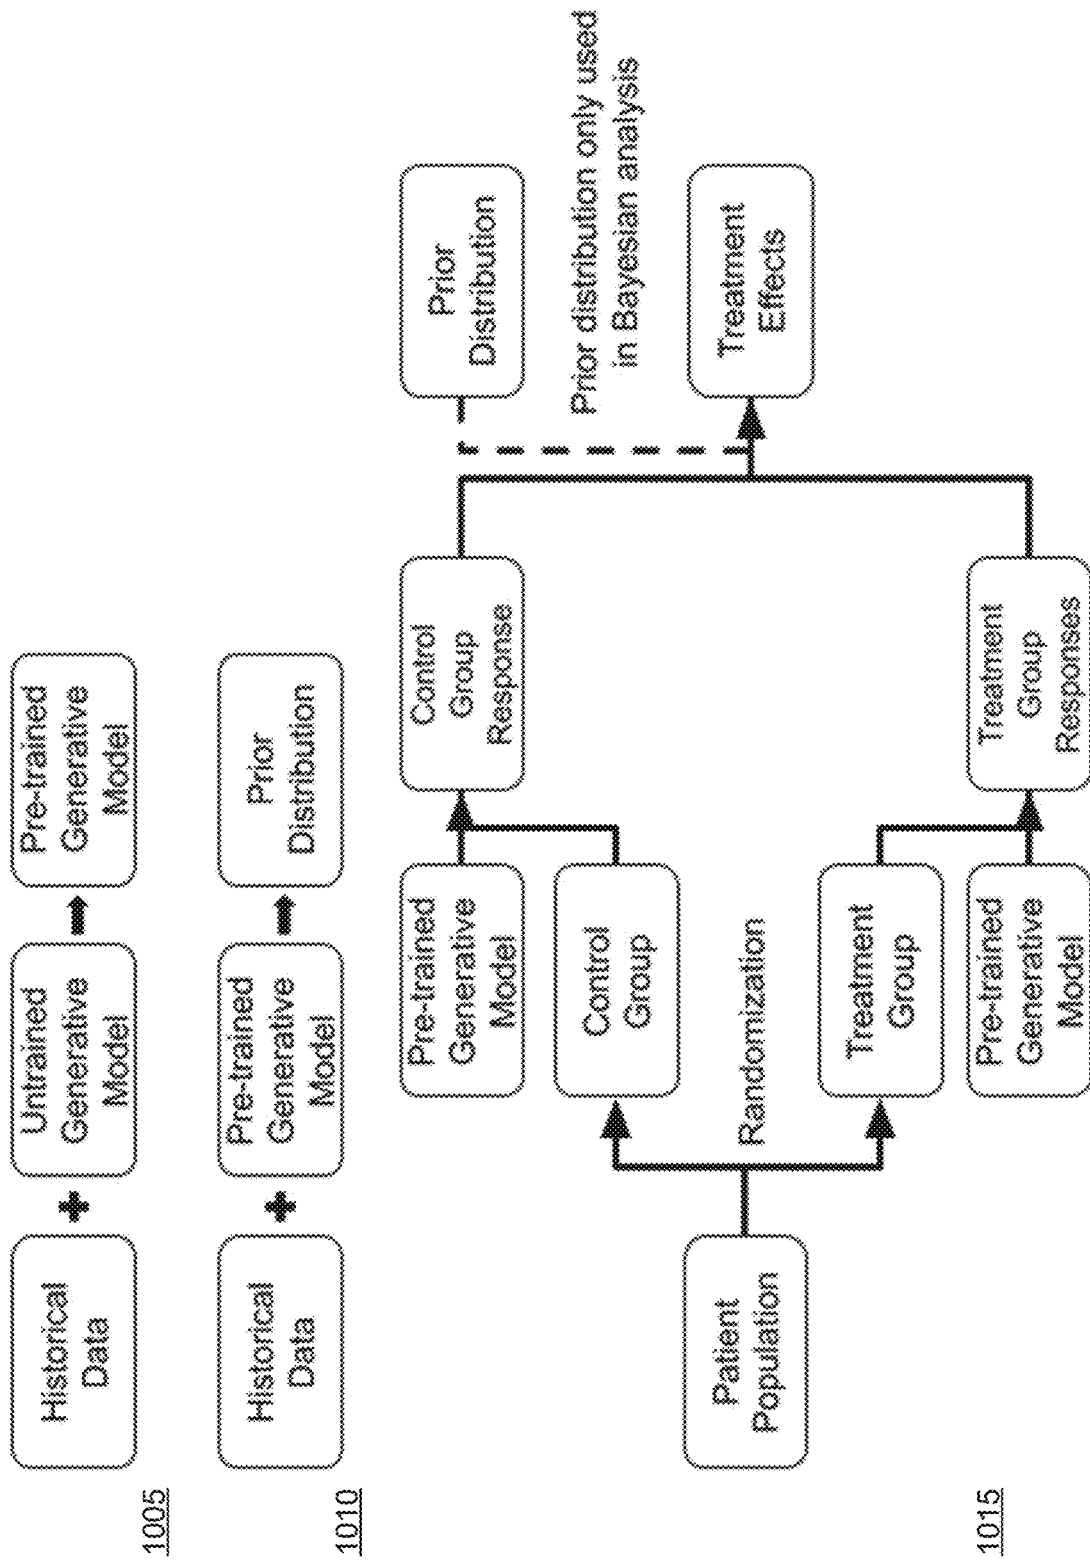 Historical
Data
Untrained
Generative
Model
Pre-trained
Generative
Model
1005
Historical
Data
Pre-trained
Generative
Model
Prior
Distribution
1010
Patient
Population
Randomization
Pre-trained
Generative
Model
Control
Group
Treatment
Group
Pre-trained
Generative
Model
Control
Group
Response
Treatment
Group
Responses
Prior
Distribution
Prior distribution only used
in Bayesian analysis
Treatment
Effects
1015